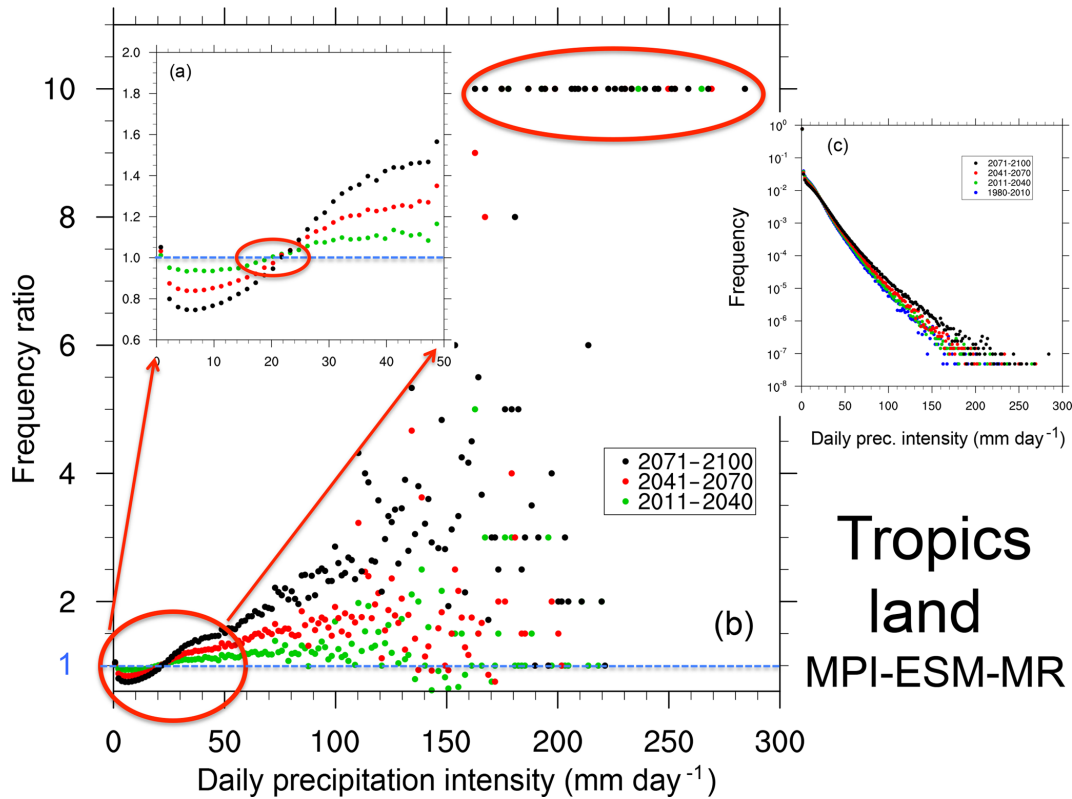 (a)
2.0
1.8
1.6
1.4
1.2
1.0
0.8
0.6
0 10 20 30 40 50
Frequency ratio
10
8
6
4
2
1
2071−2100
2041−2070
2011−2040
(b)
0 50 100 150 200 250 300
Daily precipitation intensity (mm day -1)
(c)
10^0
10^-1
10^-2
10^-3
10^-4
10^-5
10^-6
10^-7
10^-8
Frequency
2071-2100
2041-2070
2011-2040
1980-2010
0 50 100 150 200 250 300
Daily prec. intensity (mm day -1)
Tropics
land
MPI-ESM-MR